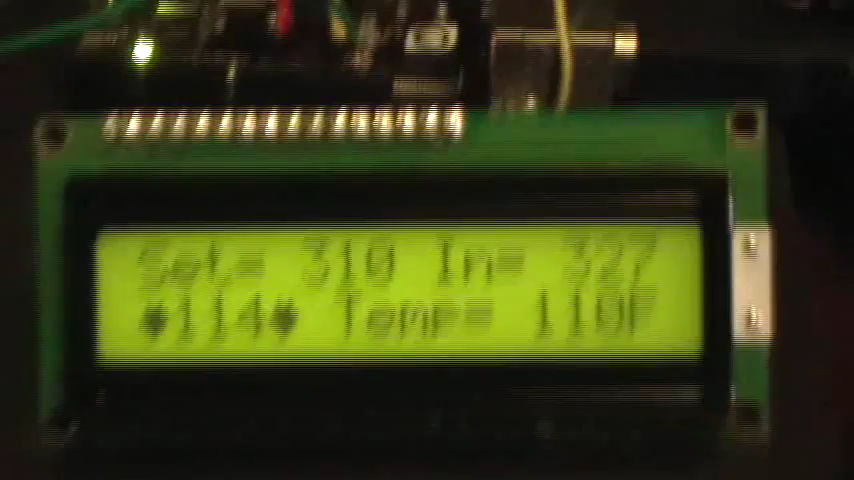 Set= 310 In= 327
♥114♥ Temp= 110F